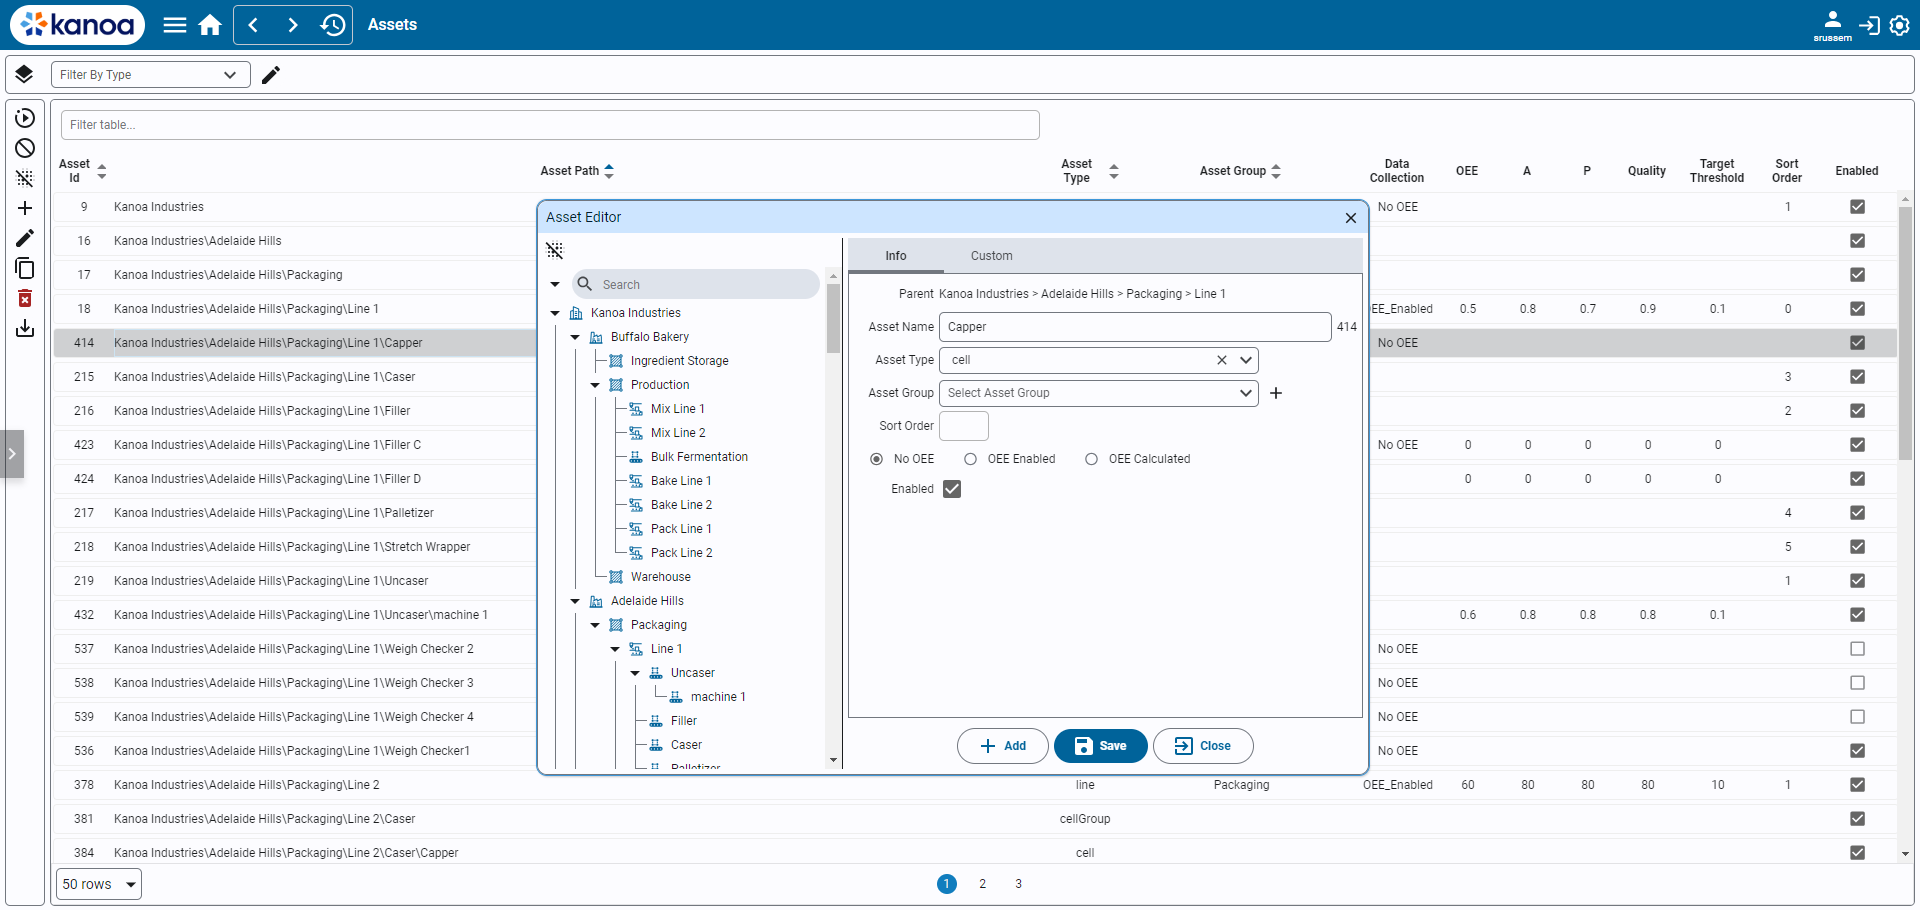 kanoa
Assets
srussem
Filter By Type
Filter table...
Asset Id
Asset Path
Asset Type
Asset Group
Data Collection
OEE
A
P
Quality
Target Threshold
Sort Order
Enabled
9 Kanoa Industries No OEE 1
16 Kanoa Industries\Adelaide Hills
17 Kanoa Industries\Adelaide Hills\Packaging
18 Kanoa Industries\Adelaide Hills\Packaging\Line 1 OEE_Enabled 0.5 0.8 0.7 0.9 0.1 0
414 Kanoa Industries\Adelaide Hills\Packaging\Line 1\Capper No OEE
215 Kanoa Industries\Adelaide Hills\Packaging\Line 1\Caser 3
216 Kanoa Industries\Adelaide Hills\Packaging\Line 1\Filler 2
423 Kanoa Industries\Adelaide Hills\Packaging\Line 1\Filler C No OEE 0 0 0 0 0
424 Kanoa Industries\Adelaide Hills\Packaging\Line 1\Filler D 0 0 0 0 0
217 Kanoa Industries\Adelaide Hills\Packaging\Line 1\Palletizer 4
218 Kanoa Industries\Adelaide Hills\Packaging\Line 1\Stretch Wrapper 5
219 Kanoa Industries\Adelaide Hills\Packaging\Line 1\Uncaser 1
432 Kanoa Industries\Adelaide Hills\Packaging\Line 1\Uncaser\machine 1 0.6 0.8 0.8 0.8 0.1
537 Kanoa Industries\Adelaide Hills\Packaging\Line 1\Weigh Checker 2 No OEE
538 Kanoa Industries\Adelaide Hills\Packaging\Line 1\Weigh Checker 3 No OEE
539 Kanoa Industries\Adelaide Hills\Packaging\Line 1\Weigh Checker 4 No OEE
536 Kanoa Industries\Adelaide Hills\Packaging\Line 1\Weigh Checker1 No OEE
378 Kanoa Industries\Adelaide Hills\Packaging\Line 2 line Packaging OEE_Enabled 60 80 80 80 10 1
381 Kanoa Industries\Adelaide Hills\Packaging\Line 2\Caser cellGroup
384 Kanoa Industries\Adelaide Hills\Packaging\Line 2\Caser\Capper cell
50 rows
1 2 3
Asset Editor
Search
Kanoa Industries
Buffalo Bakery
Ingredient Storage
Production
Mix Line 1
Mix Line 2
Bulk Fermentation
Bake Line 1
Bake Line 2
Pack Line 1
Pack Line 2
Warehouse
Adelaide Hills
Packaging
Line 1
Uncaser
machine 1
Filler
Caser
Palletizer
Info Custom
Parent Kanoa Industries > Adelaide Hills > Packaging > Line 1
Asset Name Capper 414
Asset Type cell
Asset Group Select Asset Group
Sort Order
No OEE OEE Enabled OEE Calculated
Enabled
Add Save Close